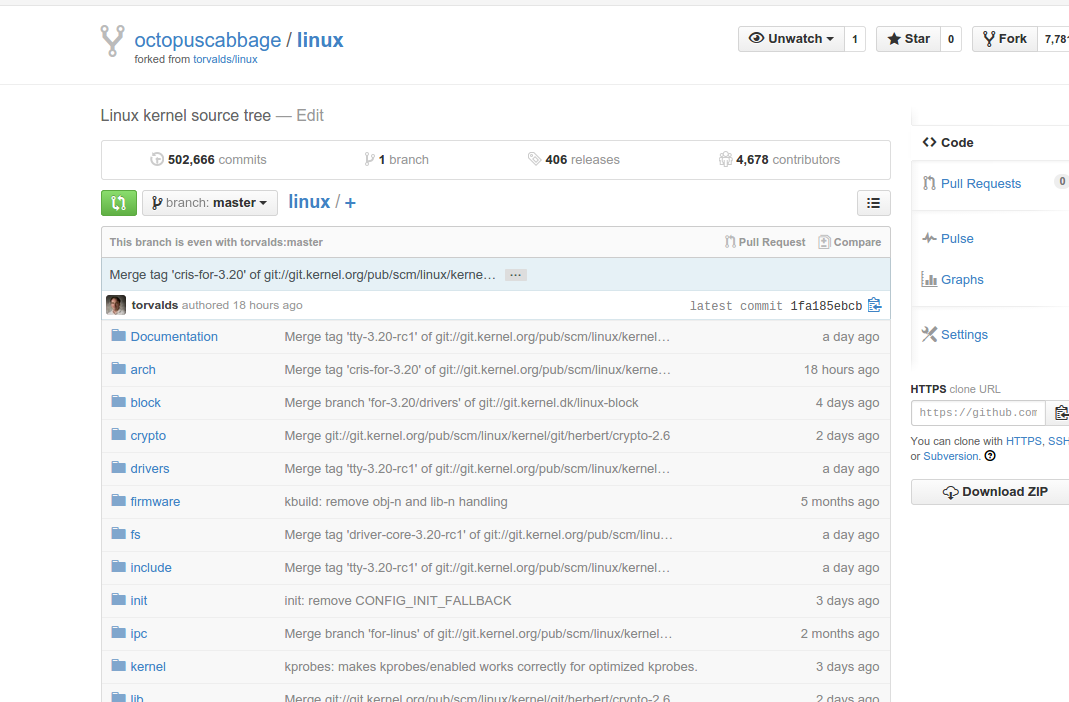 octopuscabbage / linux
forked from torvalds/linux
Unwatch 1 Star 0 Fork 7,781
Linux kernel source tree — Edit
502,666 commits 1 branch 406 releases 4,678 contributors
branch: master linux / +
This branch is even with torvalds:master Pull Request Compare
Merge tag 'cris-for-3.20' of git://git.kernel.org/pub/scm/linux/kerne… …
torvalds authored 18 hours ago latest commit 1fa185ebcb
Documentation Merge tag 'tty-3.20-rc1' of git://git.kernel.org/pub/scm/linux/kernel… a day ago
arch Merge tag 'cris-for-3.20' of git://git.kernel.org/pub/scm/linux/kerne… 18 hours ago
block Merge branch 'for-3.20/drivers' of git://git.kernel.dk/linux-block 4 days ago
crypto Merge git://git.kernel.org/pub/scm/linux/kernel/git/herbert/crypto-2.6 2 days ago
drivers Merge tag 'tty-3.20-rc1' of git://git.kernel.org/pub/scm/linux/kernel… a day ago
firmware kbuild: remove obj-n and lib-n handling 5 months ago
fs Merge tag 'driver-core-3.20-rc1' of git://git.kernel.org/pub/scm/linu… a day ago
include Merge tag 'tty-3.20-rc1' of git://git.kernel.org/pub/scm/linux/kernel… a day ago
init init: remove CONFIG_INIT_FALLBACK 3 days ago
ipc Merge branch 'for-linus' of git://git.kernel.org/pub/scm/linux/kernel… 2 months ago
kernel kprobes: makes kprobes/enabled works correctly for optimized kprobes. 3 days ago
lib Merge git://git.kernel.org/pub/scm/linux/kernel/git/herbert/crypto-2.6 2 days ago
Code
Pull Requests 0
Pulse
Graphs
Settings
HTTPS clone URL
https://github.com
You can clone with HTTPS, SSH
or Subversion.
Download ZIP